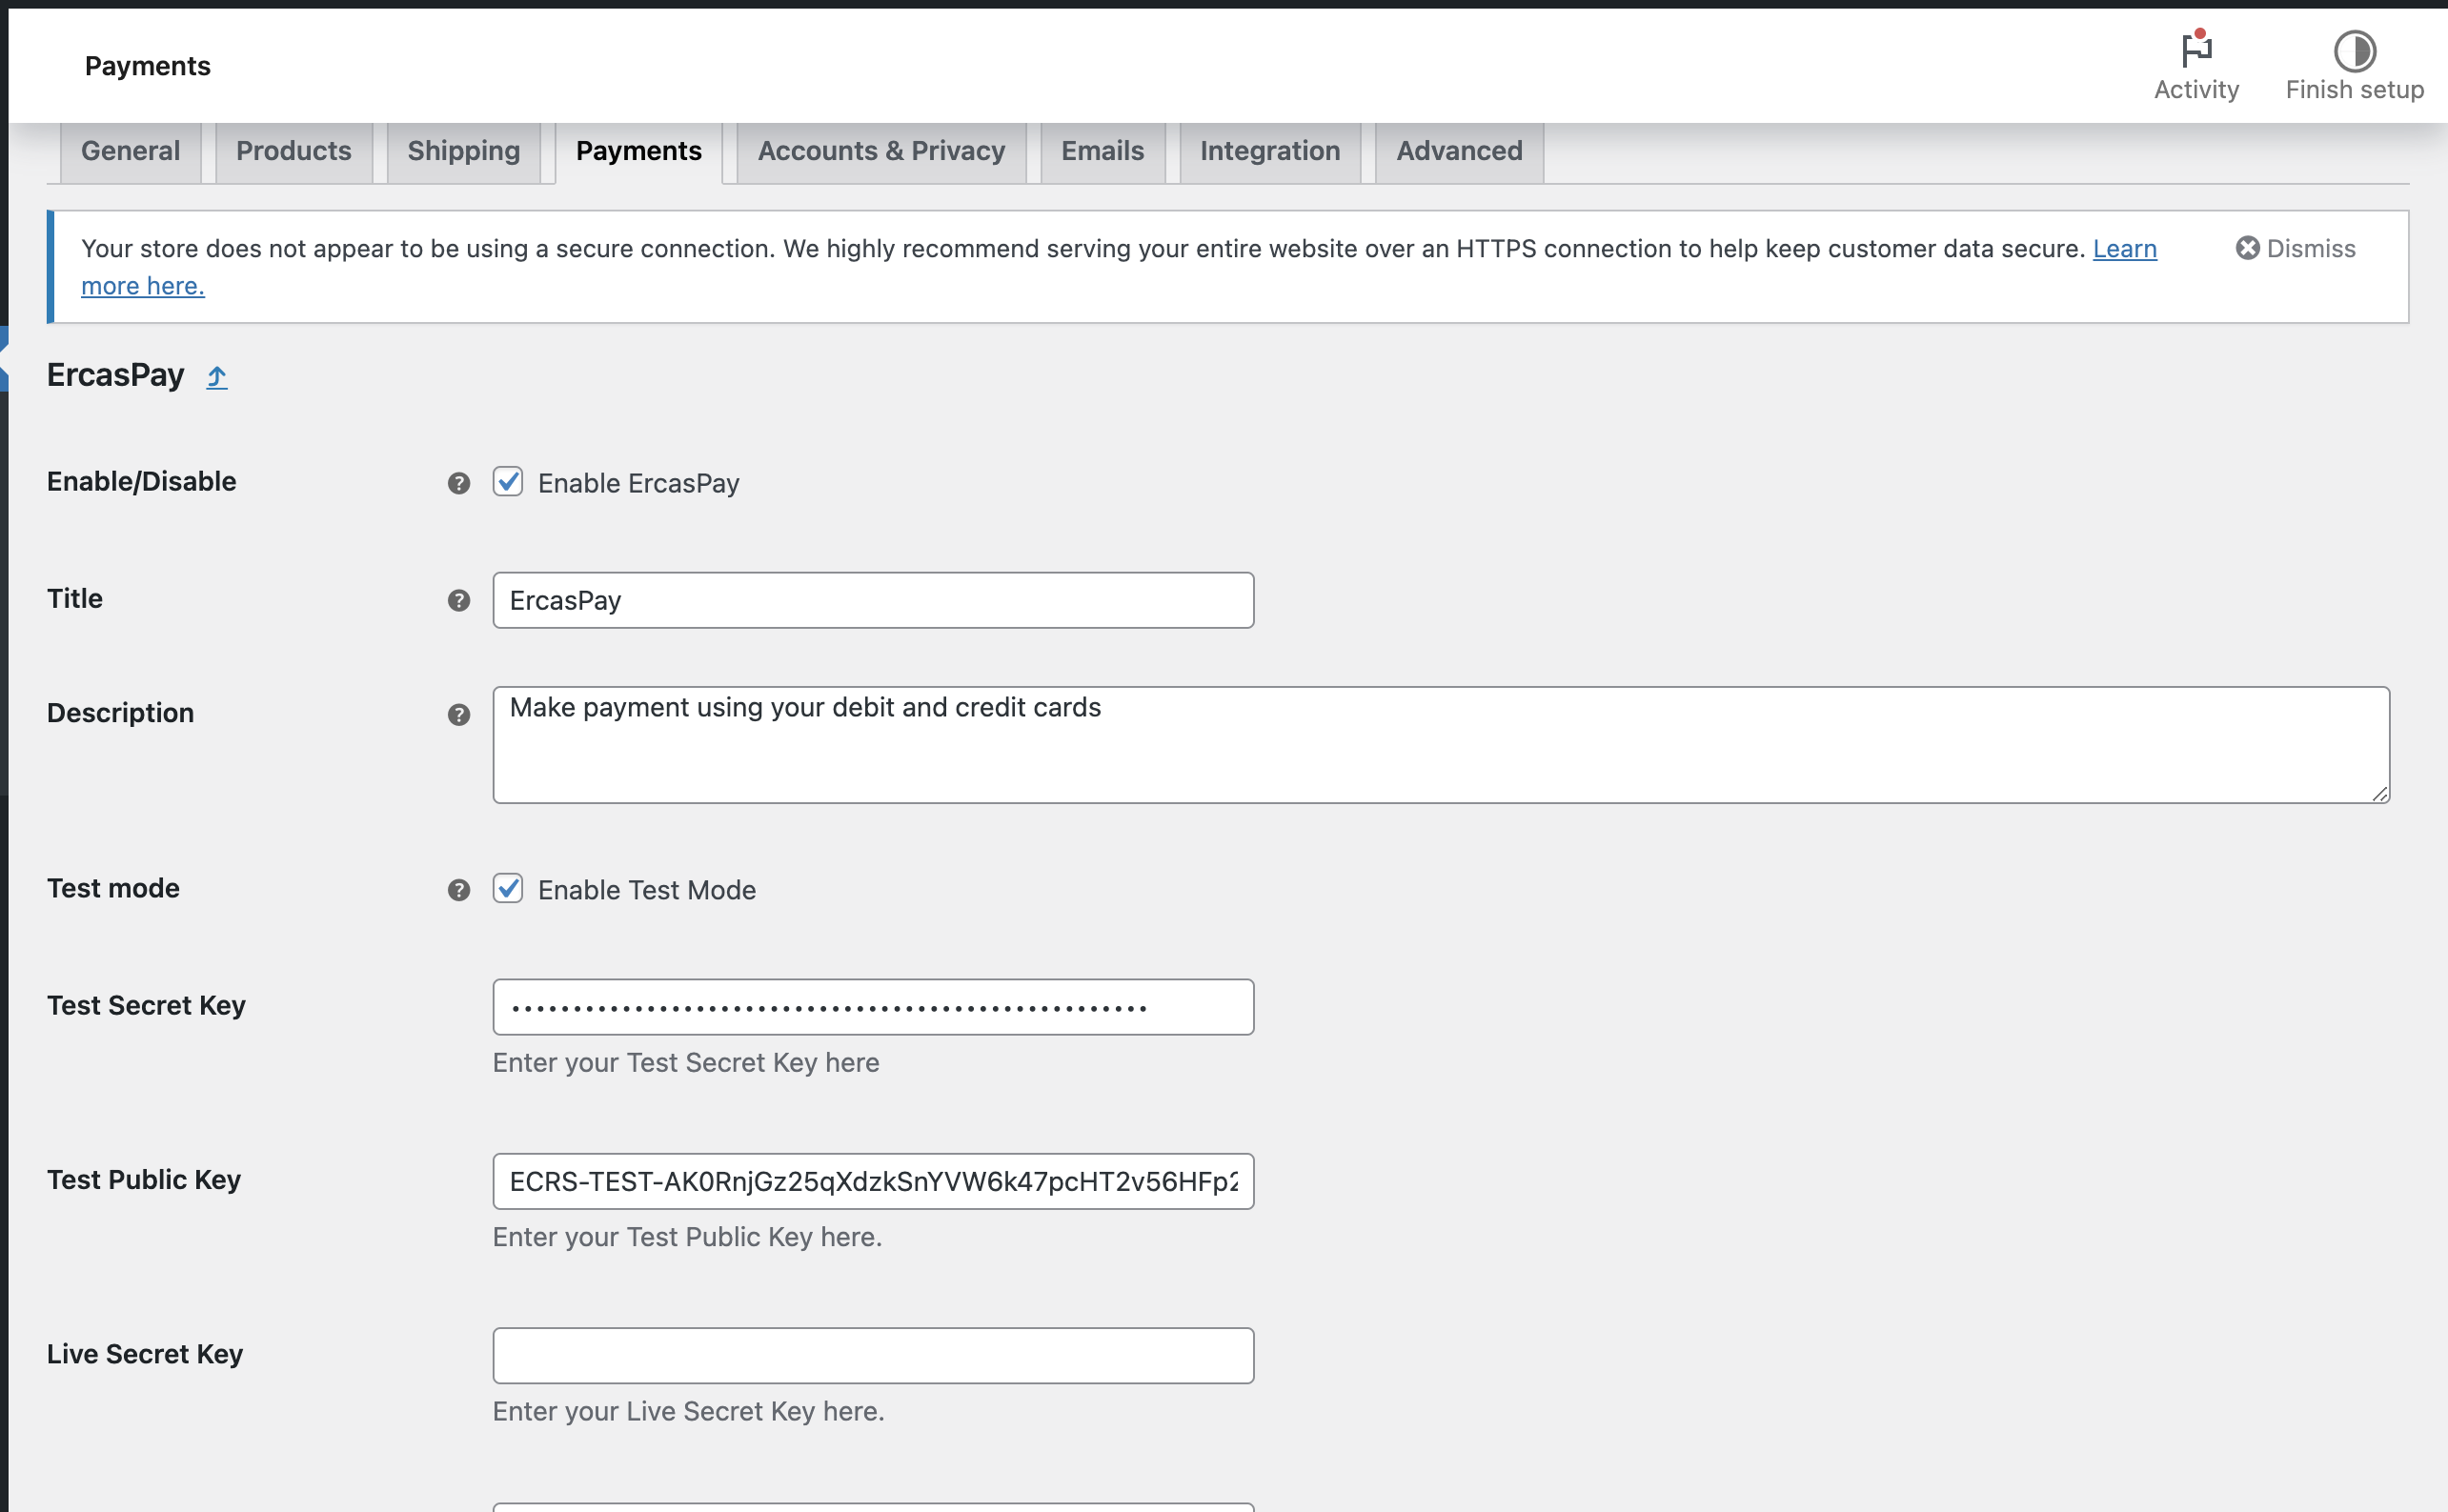 Payments
Activity
Finish setup
General Products Shipping Payments Accounts & Privacy Emails Integration Advanced
Your store does not appear to be using a secure connection. We highly recommend serving your entire website over an HTTPS connection to help keep customer data secure. Learn
more here.
Dismiss
ErcasPay
Enable/Disable
Enable ErcasPay
Title
ErcasPay
Description
Make payment using your debit and credit cards
Test mode
Enable Test Mode
Test Secret Key
Enter your Test Secret Key here
Test Public Key
ECRS-TEST-AK0RnjGz25qXdzkSnYVW6k47pcHT2v56HFp2
Enter your Test Public Key here.
Live Secret Key
Enter your Live Secret Key here.